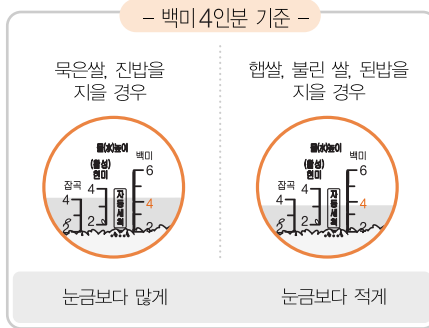 – 백미4인분 기준 –
묵은쌀, 진밥을
지을 경우
물(水)높이
(활성)
현미
백미
잡곡
6
4
4
4
2
2
2
자동세척
눈금보다 많게
햅쌀, 불린 쌀, 된밥을
지을 경우
물(水)높이
(활성)
현미
백미
잡곡
6
4
4
4
2
2
2
자동세척
눈금보다 적게